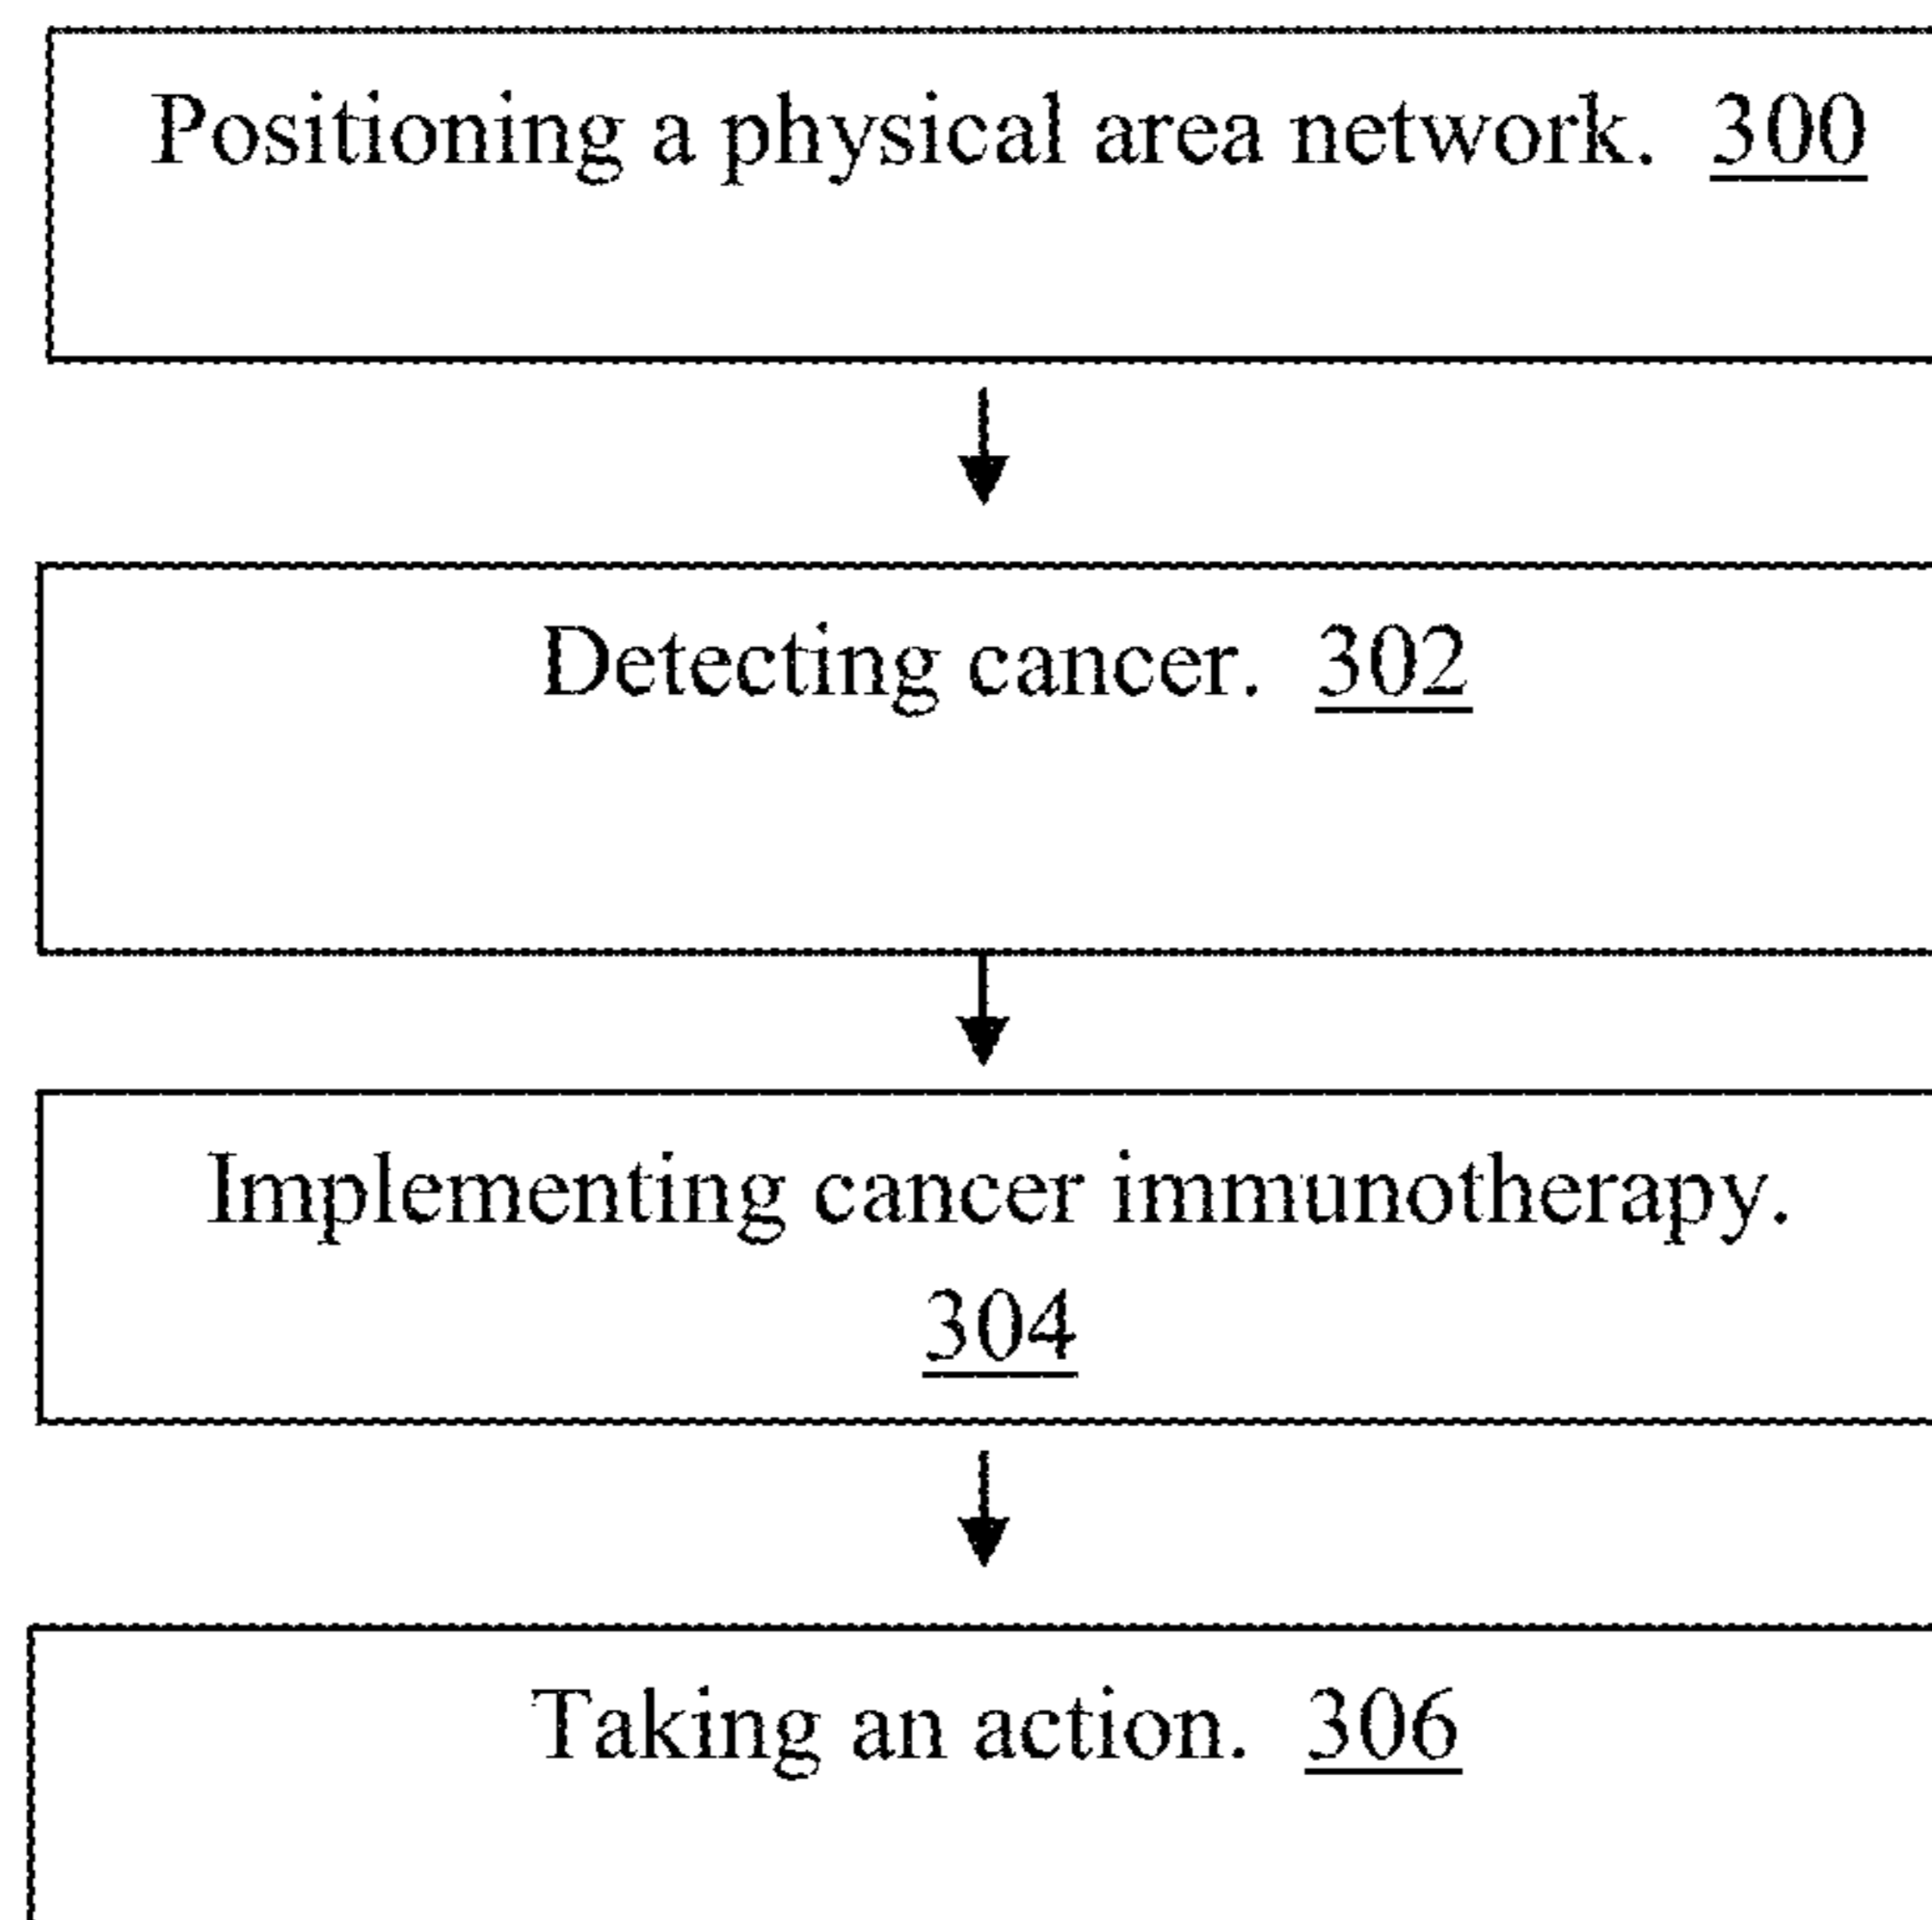 Positioning a physical area network. 300
Detecting cancer. 302
Implementing cancer immunotherapy.
304
Taking an action. 306